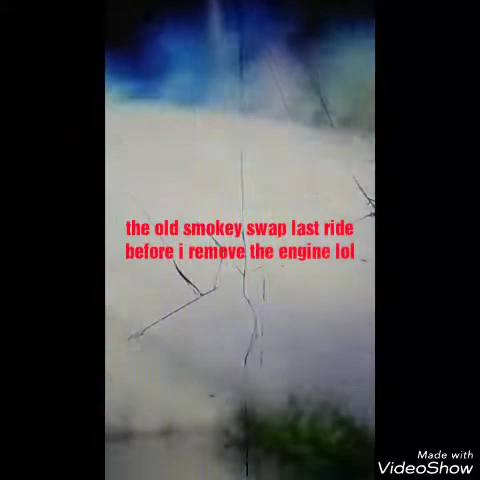 the old smokey swap last ride
before i remove the engine lol
Made with
VideoShow